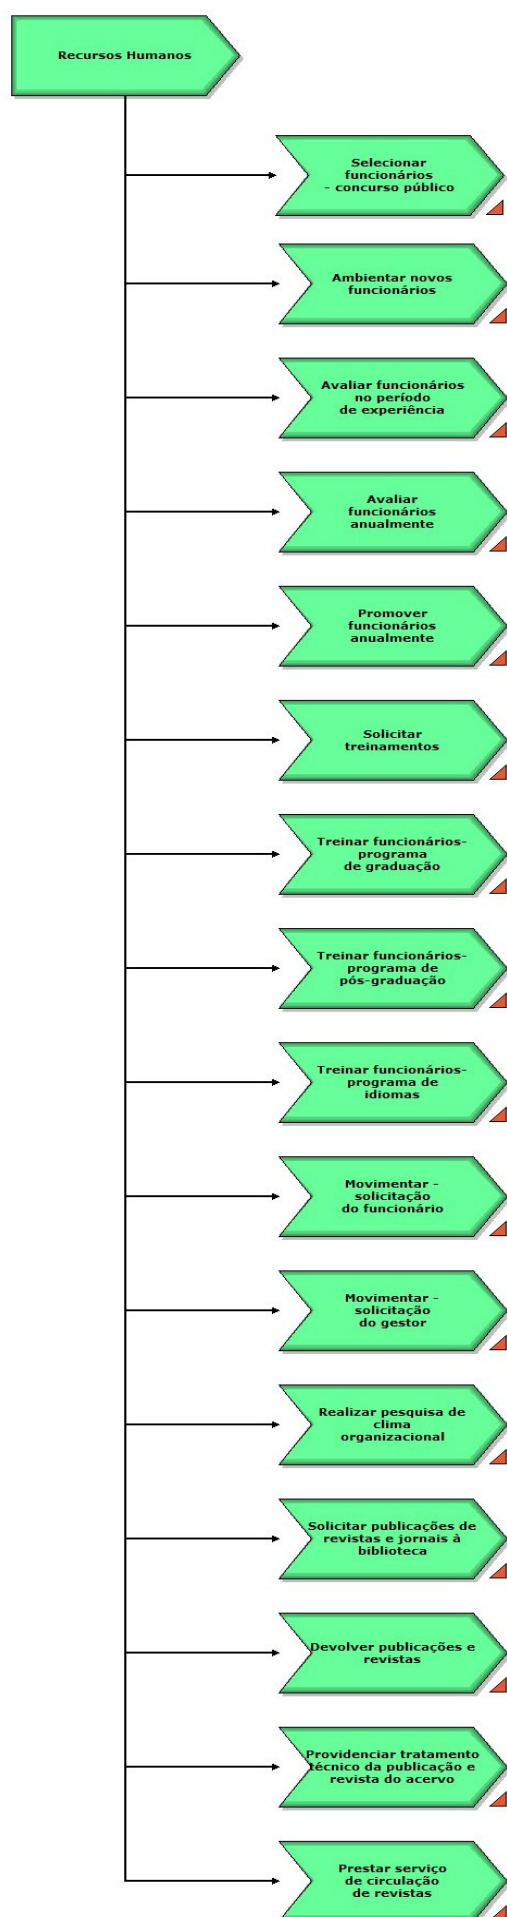 Recursos Humanos
Selecionar
funcionários
- concurso público
Ambientar novos
funcionários
Avaliar funcionários
no período
de experiência
Avaliar
funcionários
anualmente
Promover
funcionários
anualmente
Solicitar
treinamentos
Treinar funcionários-
programa
de graduação
Treinar funcionários-
programa de
pós-graduação
Treinar funcionários-
programa de
idiomas
Movimentar -
solicitação
do funcionário
Movimentar -
solicitação
do gestor
Realizar pesquisa de
clima
organizacional
Solicitar publicações de
revistas e jornais à
biblioteca
Devolver publicações e
revistas
Providenciar tratamento
técnico da publicação e
revista do acervo
Prestar serviço
de circulação
de revistas